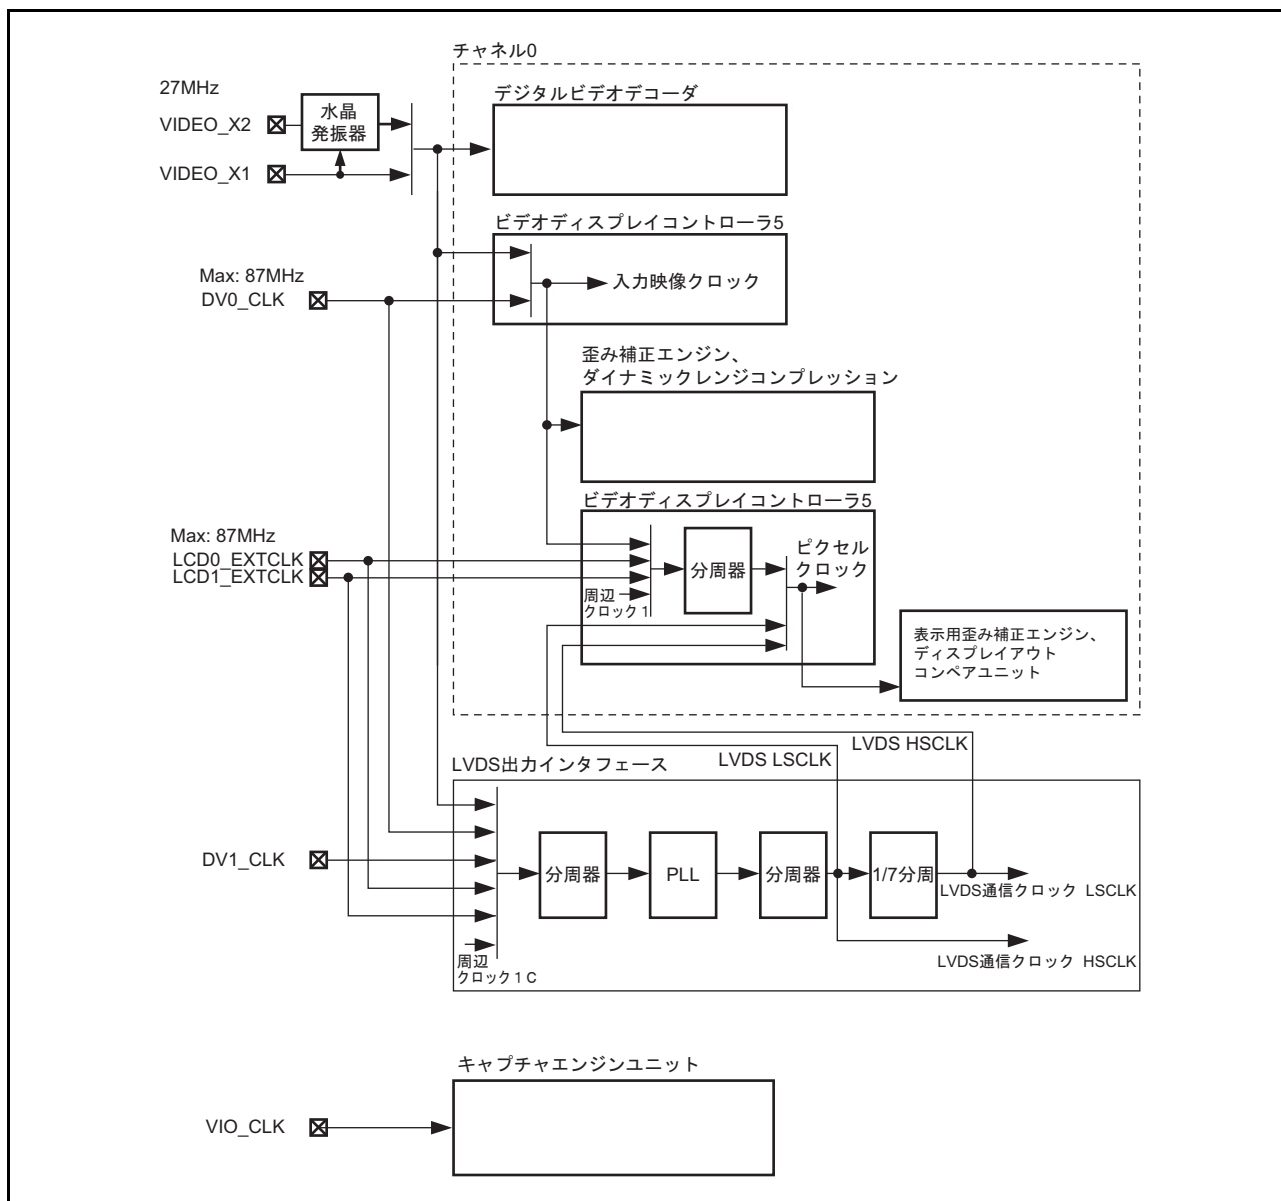 チャネル0
27MHz
デジタルビデオデコーダ
水晶
発振器
VIDEO_X2
VIDEO_X1
ビデオディスプレイコントローラ5
Max: 87MHz
DV0_CLK
入力映像クロック
歪み補正エンジン、
ダイナミックレンジコンプレッション
ビデオディスプレイコントローラ5
Max: 87MHz
LCD0_EXTCLK
LCD1_EXTCLK
分周器
ピクセル
クロック
周辺
クロック1
表示用歪み補正エンジン、
ディスプレイアウト
コンペアユニット
LVDS HSCLK
LVDS LSCLK
LVDS出力インタフェース
DV1_CLK
分周器
PLL
分周器
1/7分周
LVDS通信クロック LSCLK
周辺
クロック1C
LVDS通信クロック HSCLK
キャプチャエンジンユニット
VIO_CLK